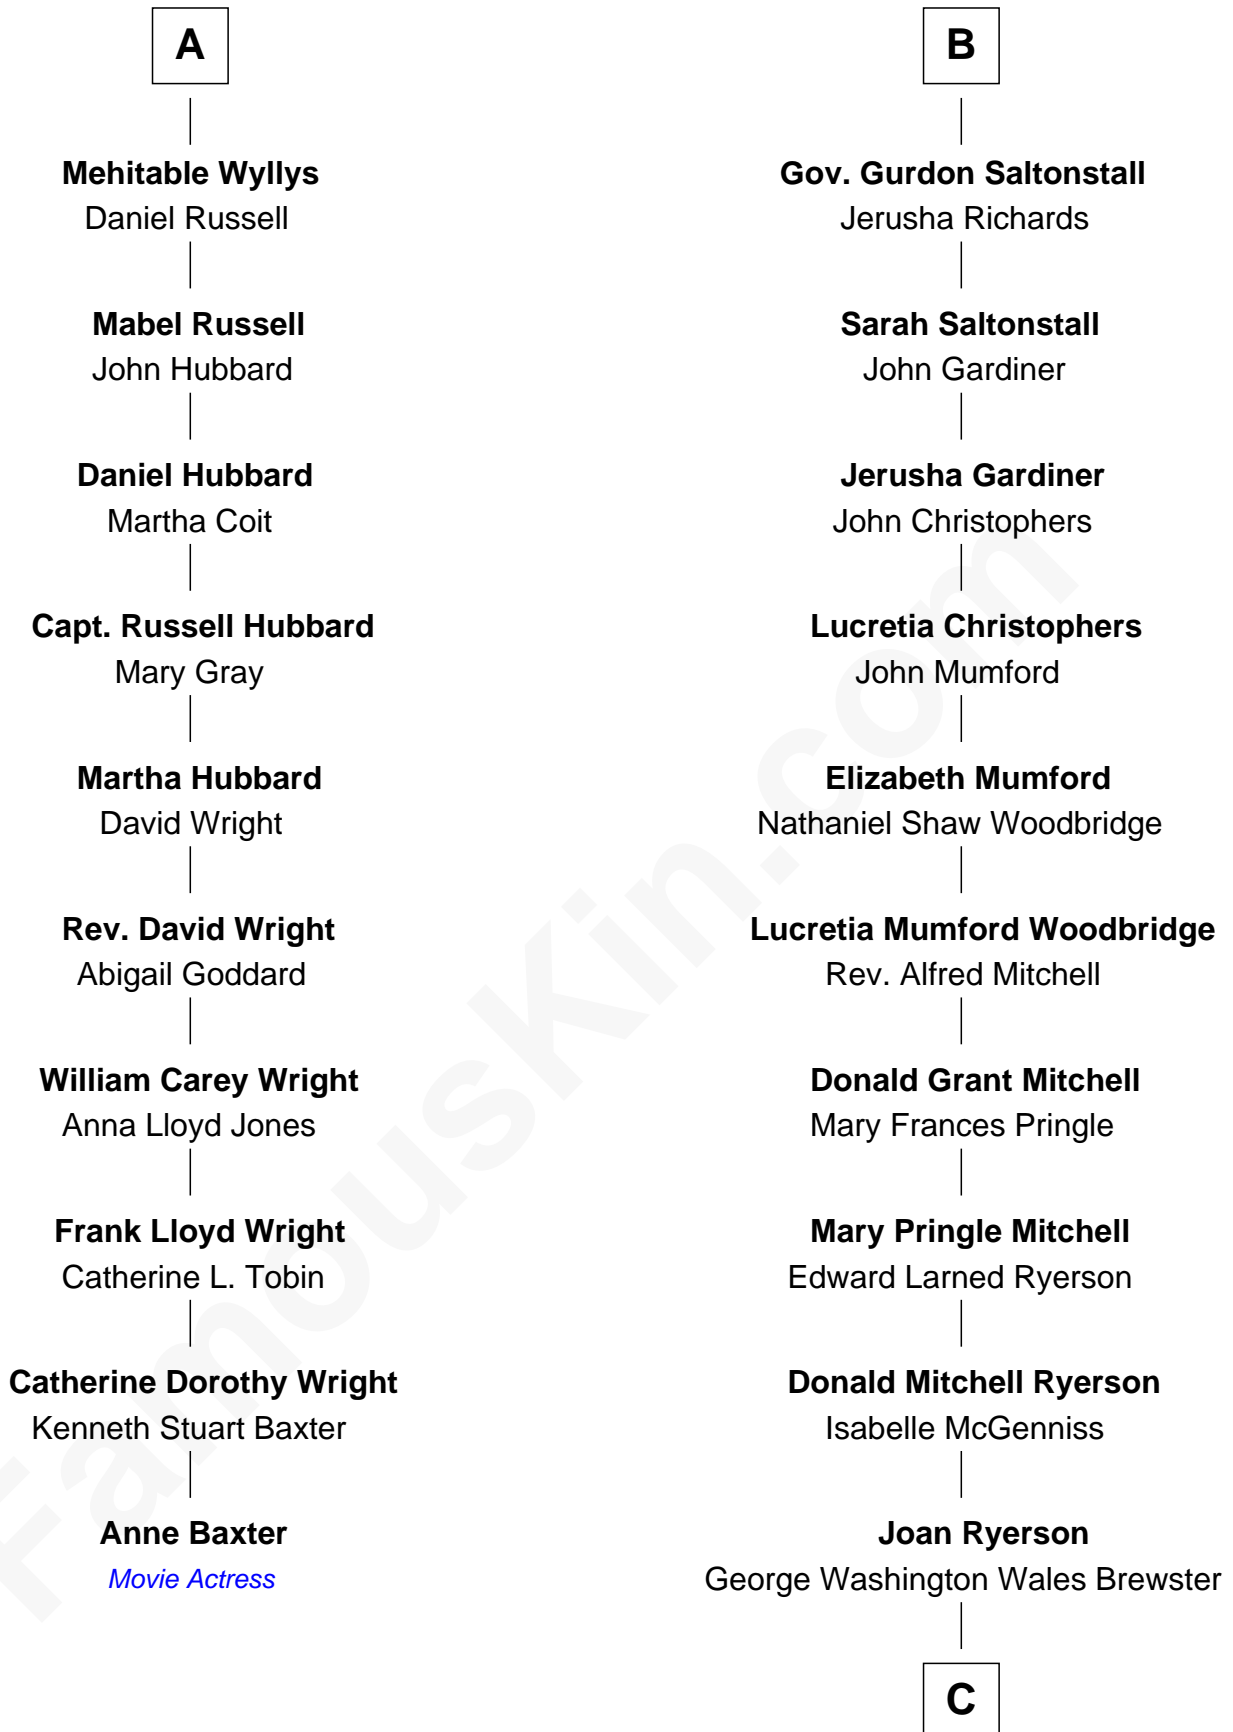 A
Mehitable Wyllys
Daniel Russell
Mabel Russell
John Hubbard
Daniel Hubbard
Martha Coit
Capt. Russell Hubbard
Mary Gray
Martha Hubbard
David Wright
Rev. David Wright
Abigail Goddard
William Carey Wright
Anna Lloyd Jones
Frank Lloyd Wright
Catherine L. Tobin
Catherine Dorothy Wright
Kenneth Stuart Baxter
Anne Baxter
Movie Actress
B
Gov. Gurdon Saltonstall
Jerusha Richards
Sarah Saltonstall
John Gardiner
Jerusha Gardiner
John Christophers
Lucretia Christophers
John Mumford
Elizabeth Mumford
Nathaniel Shaw Woodbridge
Lucretia Mumford Woodbridge
Rev. Alfred Mitchell
Donald Grant Mitchell
Mary Frances Pringle
Mary Pringle Mitchell
Edward Larned Ryerson
Donald Mitchell Ryerson
Isabelle McGenniss
Joan Ryerson
George Washington Wales Brewster
C
FamousKin.com